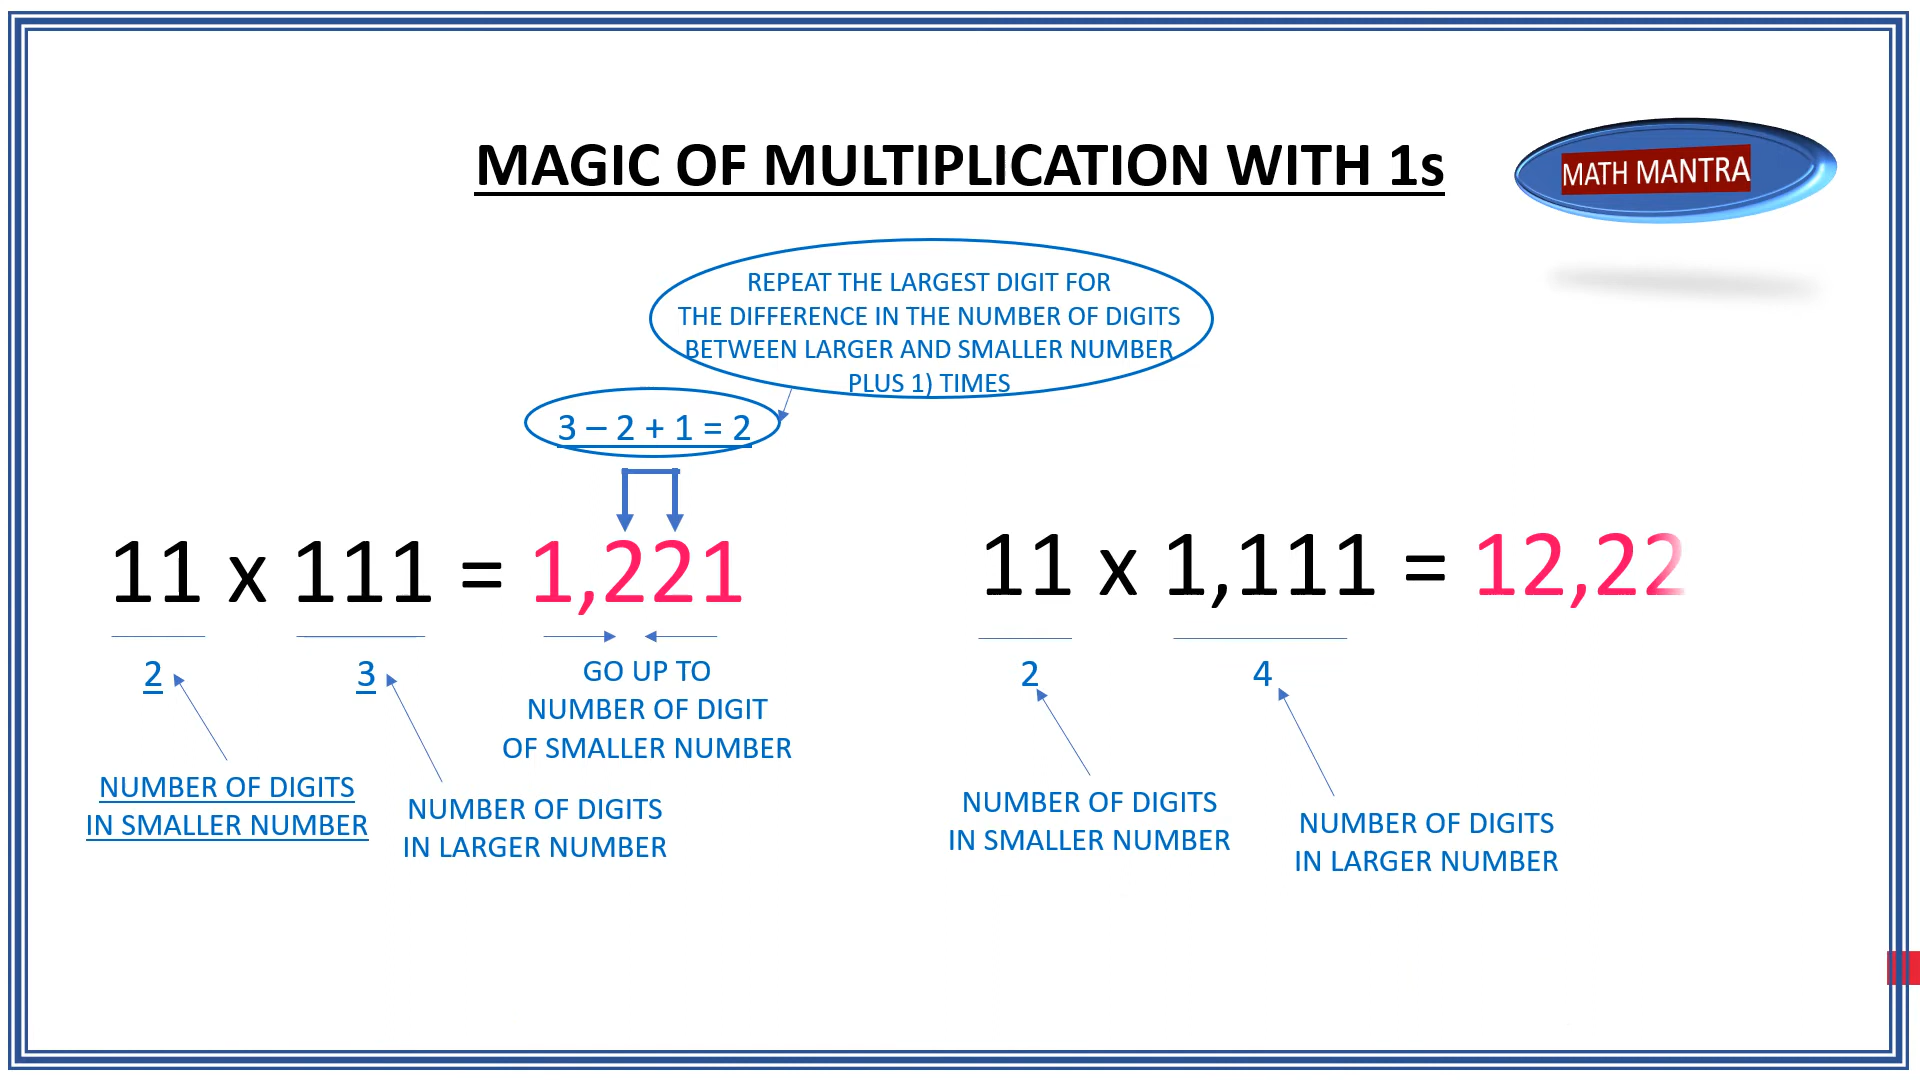 MAGIC OF MULTIPLICATION WITH 1s
MATH MANTRA
REPEAT THE LARGEST DIGIT FOR
THE DIFFERENCE IN THE NUMBER OF DIGITS
BETWEEN LARGER AND SMALLER NUMBER
PLUS 1) TIMES
3 – 2 + 1 = 2
11 x 111 = 1,221
2
3
GO UP TO
NUMBER OF DIGIT
OF SMALLER NUMBER
NUMBER OF DIGITS
IN SMALLER NUMBER
NUMBER OF DIGITS
IN LARGER NUMBER
11 x 1,111 = 12,22
2
4
NUMBER OF DIGITS
IN SMALLER NUMBER
NUMBER OF DIGITS
IN LARGER NUMBER